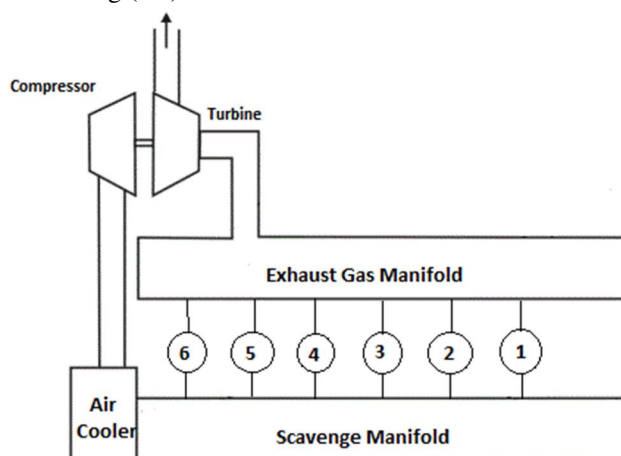 Compressor
Turbine
Exhaust Gas Manifold
6 5 4 3 2 1
Air
Cooler
Scavenge Manifold